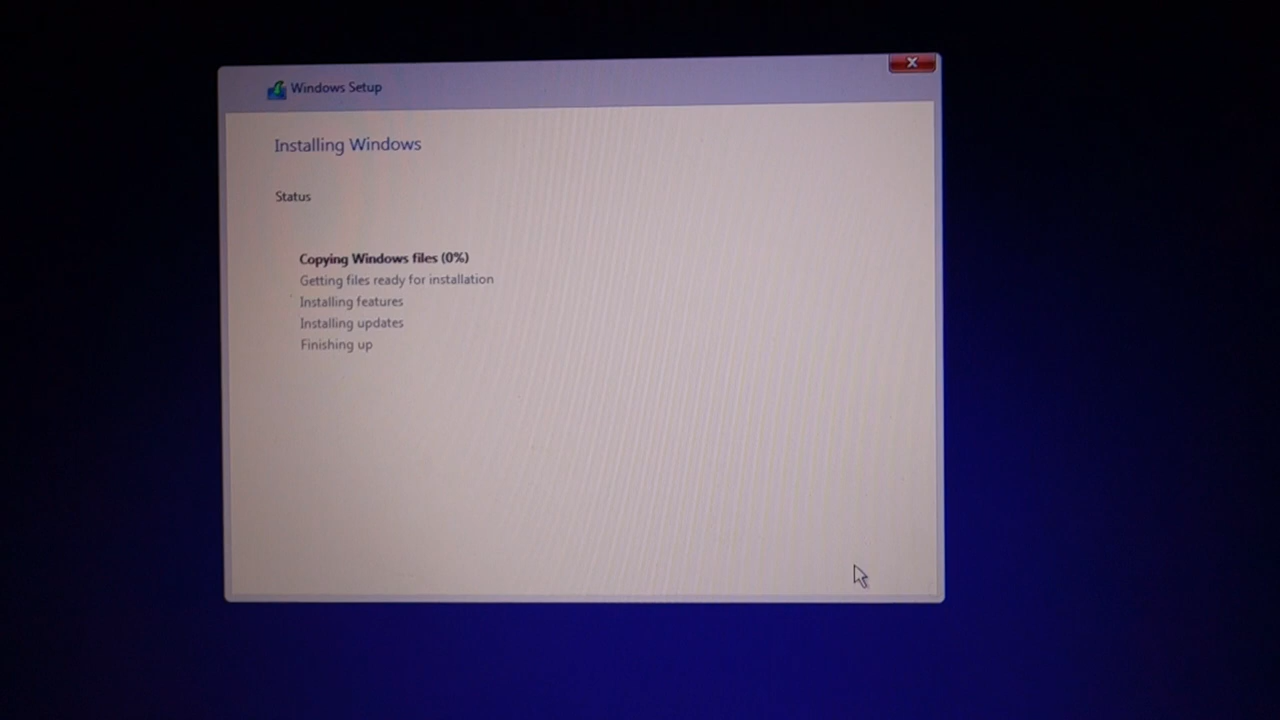 Windows Setup
Installing Windows
Status
Copying Windows files (0%)
Getting files ready for installation
Installing features
Installing updates
Finishing up